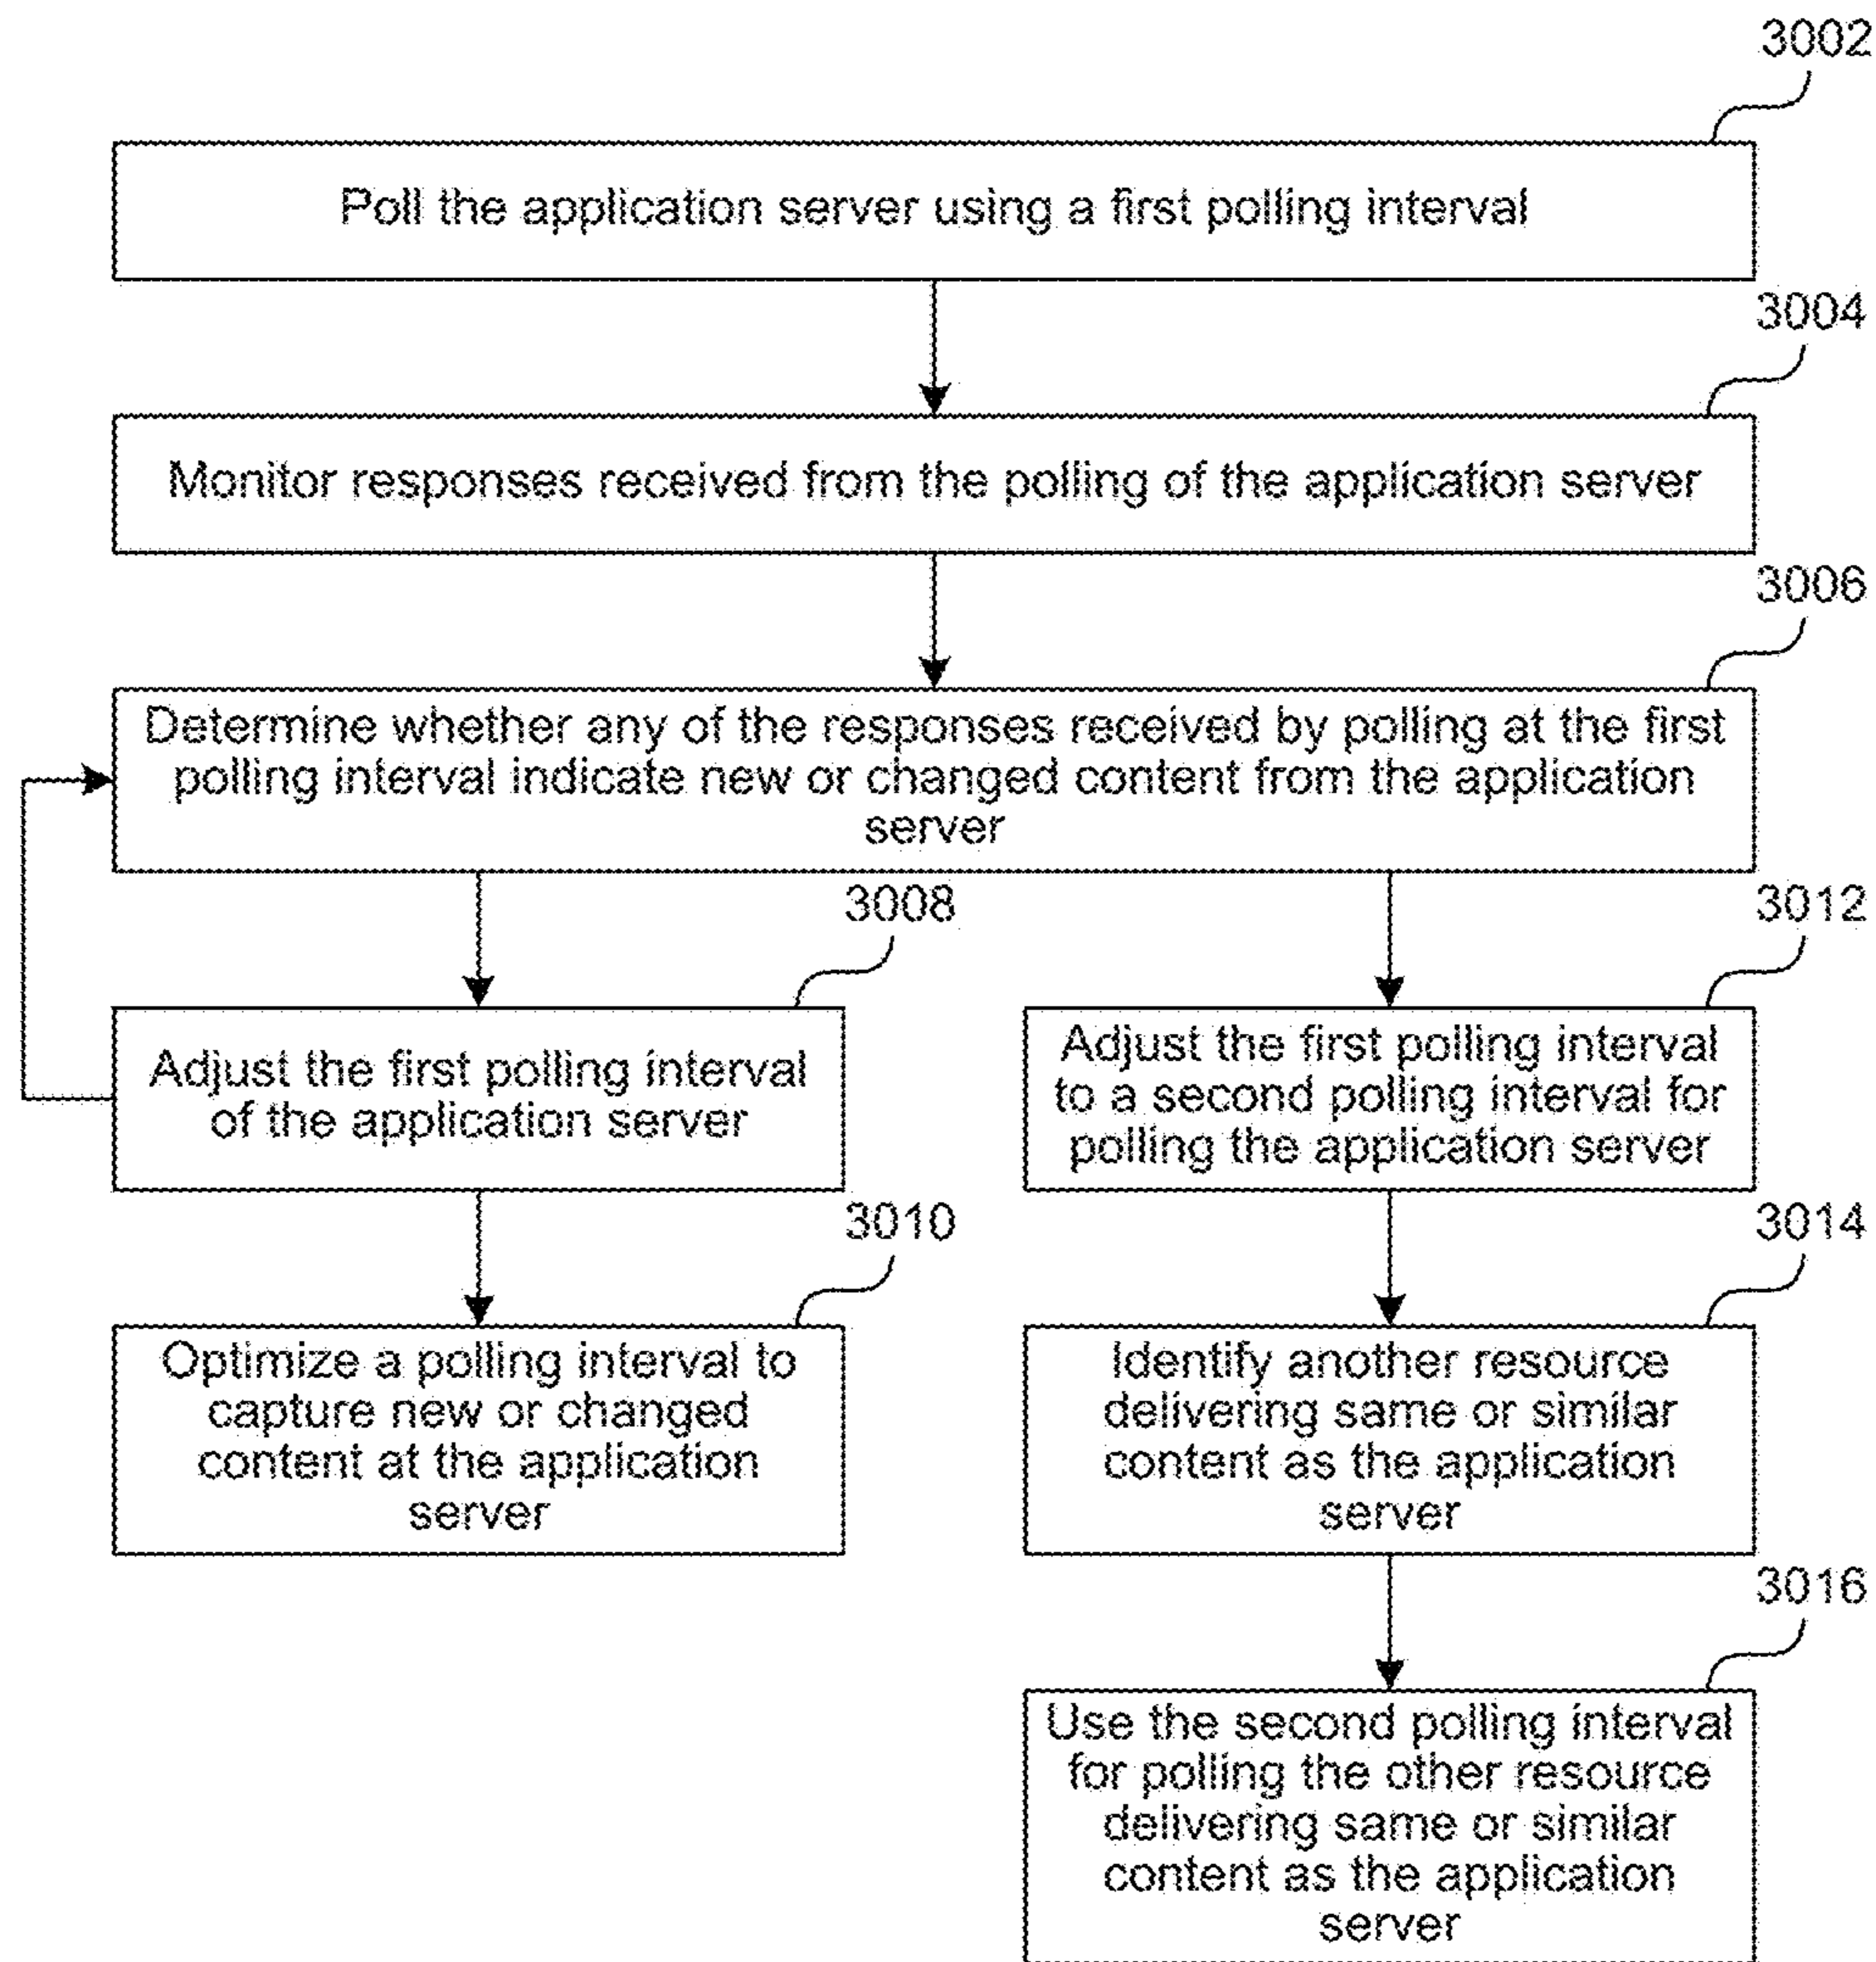 3002
Poll the application server using a first polling interval
3004
Monitor responses received from the polling of the application server
3006
Determine whether any of the responses received by polling at the first
polling interval indicate new or changed content from the application
server
3008
Adjust the first polling interval
of the application server
3010
Optimize a polling interval to
capture new or changed
content at the application
server
3012
Adjust the first polling interval
to a second polling interval for
polling the application server
3014
Identify another resource
delivering same or similar
content as the application
server
3016
Use the second polling interval
for polling the other resource
delivering same or similar
content as the application
server